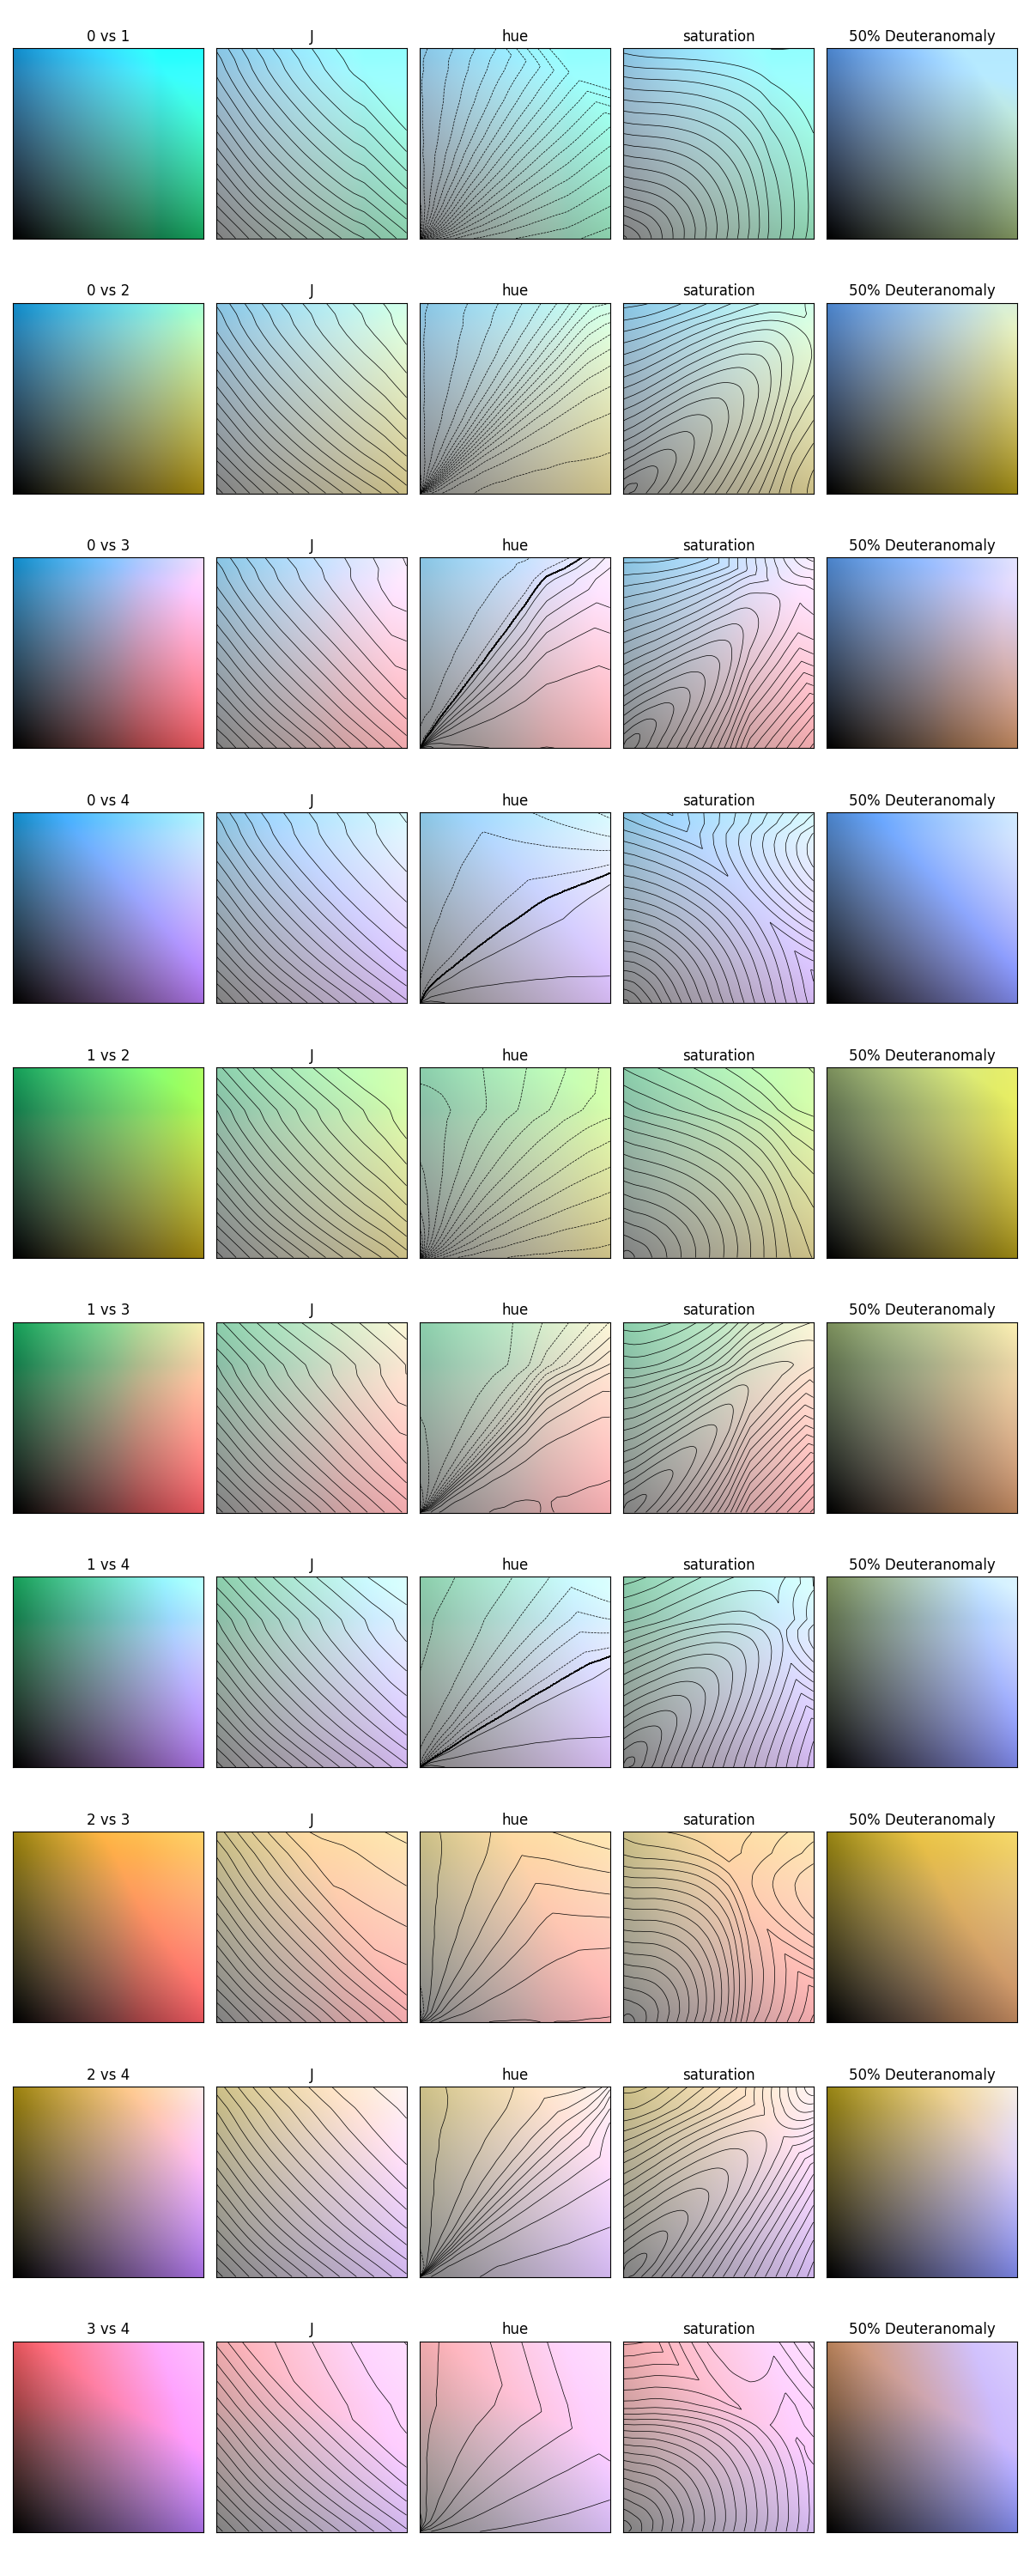 0 vs 1 J hue saturation 50% Deuteranomaly
0 vs 2 J hue saturation 50% Deuteranomaly
0 vs 3 J hue saturation 50% Deuteranomaly
0 vs 4 J hue saturation 50% Deuteranomaly
1 vs 2 J hue saturation 50% Deuteranomaly
1 vs 3 J hue saturation 50% Deuteranomaly
1 vs 4 J hue saturation 50% Deuteranomaly
2 vs 3 J hue saturation 50% Deuteranomaly
2 vs 4 J hue saturation 50% Deuteranomaly
3 vs 4 J hue saturation 50% Deuteranomaly